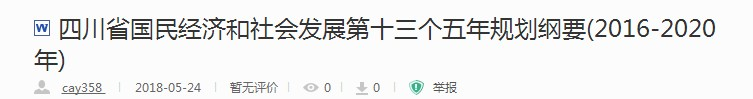 W 四川省国民经济和社会发展第十三个五年规划纲要(2016-2020
年)
cay358 | 2018-05-24 | 暂无评价 | 0 | 0 | 举报